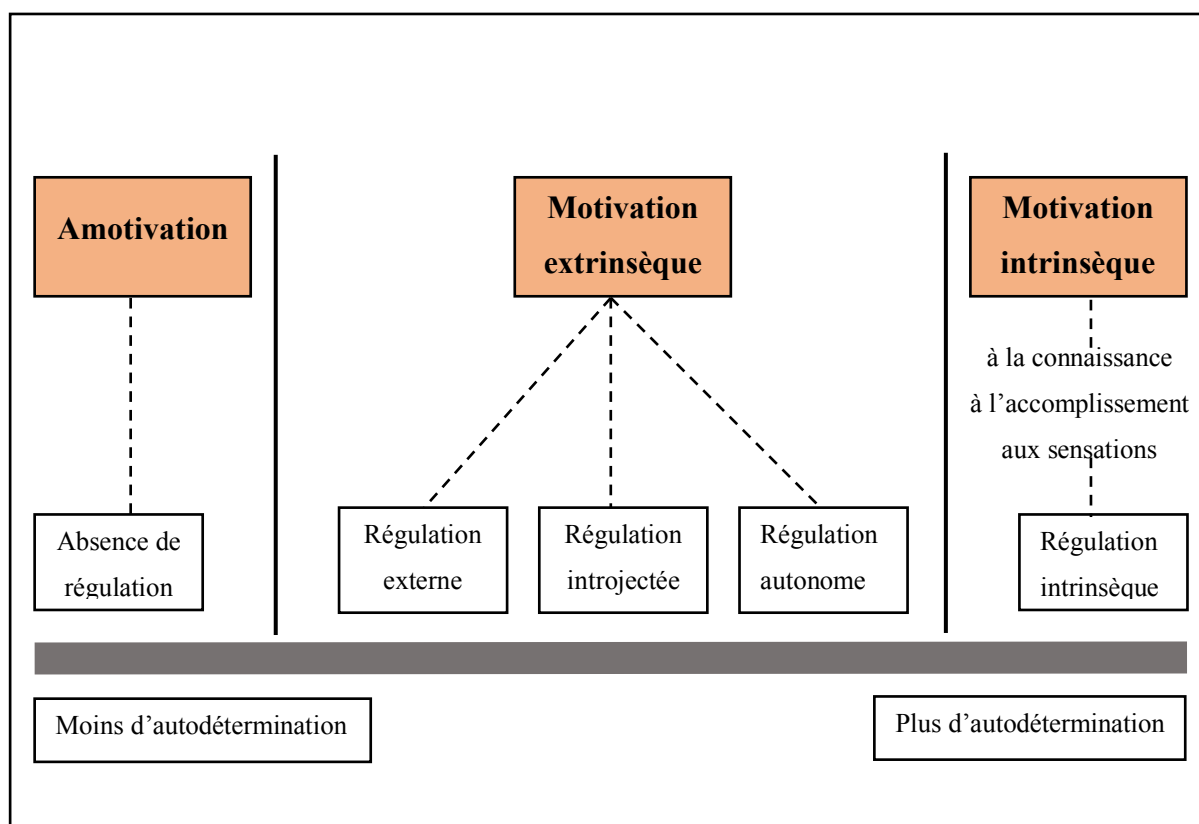 Amotivation
Motivation
extrinsèque
Motivation
intrinsèque
à la connaissance
à l’accomplissement
aux sensations
Absence de
régulation
Régulation
externe
Régulation
introjectée
Régulation
autonome
Régulation
intrinsèque
Moins d’autodétermination
Plus d’autodétermination